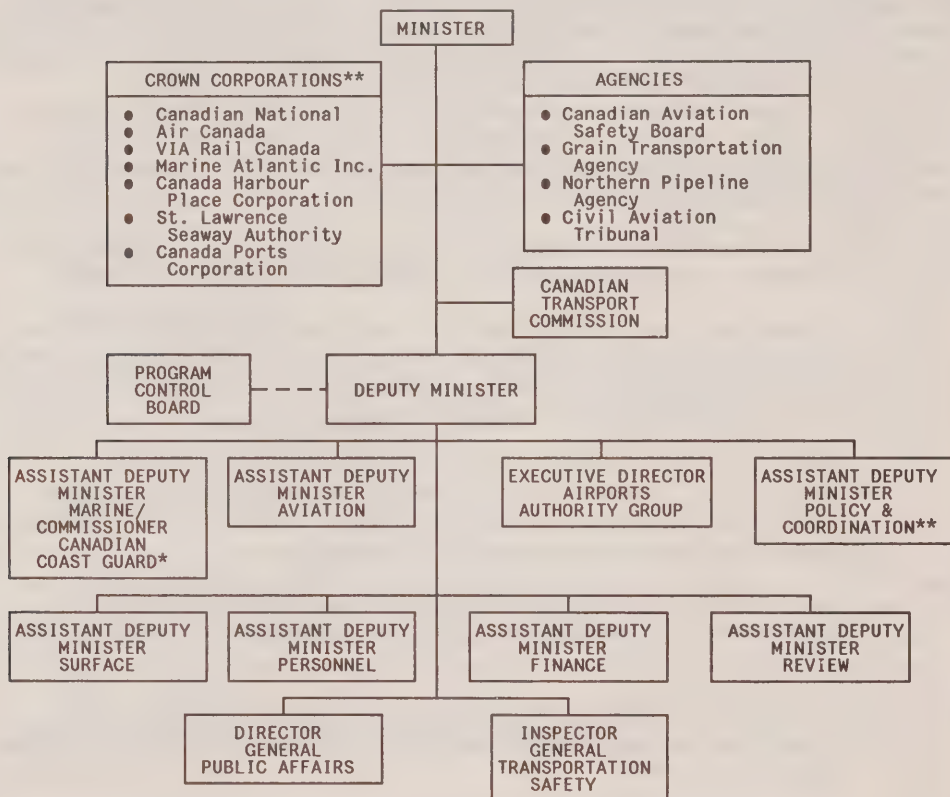 MINISTER
CROWN CORPORATIONS**
● Canadian National
● Air Canada
● VIA Rail Canada
● Marine Atlantic Inc.
● Canada Harbour
Place Corporation
● St. Lawrence
Seaway Authority
● Canada Ports
Corporation
AGENCIES
● Canadian Aviation
Safety Board
● Grain Transportation
Agency
● Northern Pipeline
Agency
● Civil Aviation
Tribunal
CANADIAN
TRANSPORT
COMMISSION
PROGRAM
CONTROL
BOARD
DEPUTY MINISTER
ASSISTANT DEPUTY
MINISTER
MARINE/
COMMISSIONER
CANADIAN
COAST GUARD*
ASSISTANT DEPUTY
MINISTER
AVIATION
EXECUTIVE DIRECTOR
AIRPORTS
AUTHORITY GROUP
ASSISTANT DEPUTY
MINISTER
POLICY &
COORDINATION**
ASSISTANT DEPUTY
MINISTER
SURFACE
ASSISTANT DEPUTY
MINISTER
PERSONNEL
ASSISTANT DEPUTY
MINISTER
FINANCE
ASSISTANT DEPUTY
MINISTER
REVIEW
DIRECTOR
GENERAL
PUBLIC AFFAIRS
INSPECTOR
GENERAL
TRANSPORTATION
SAFETY